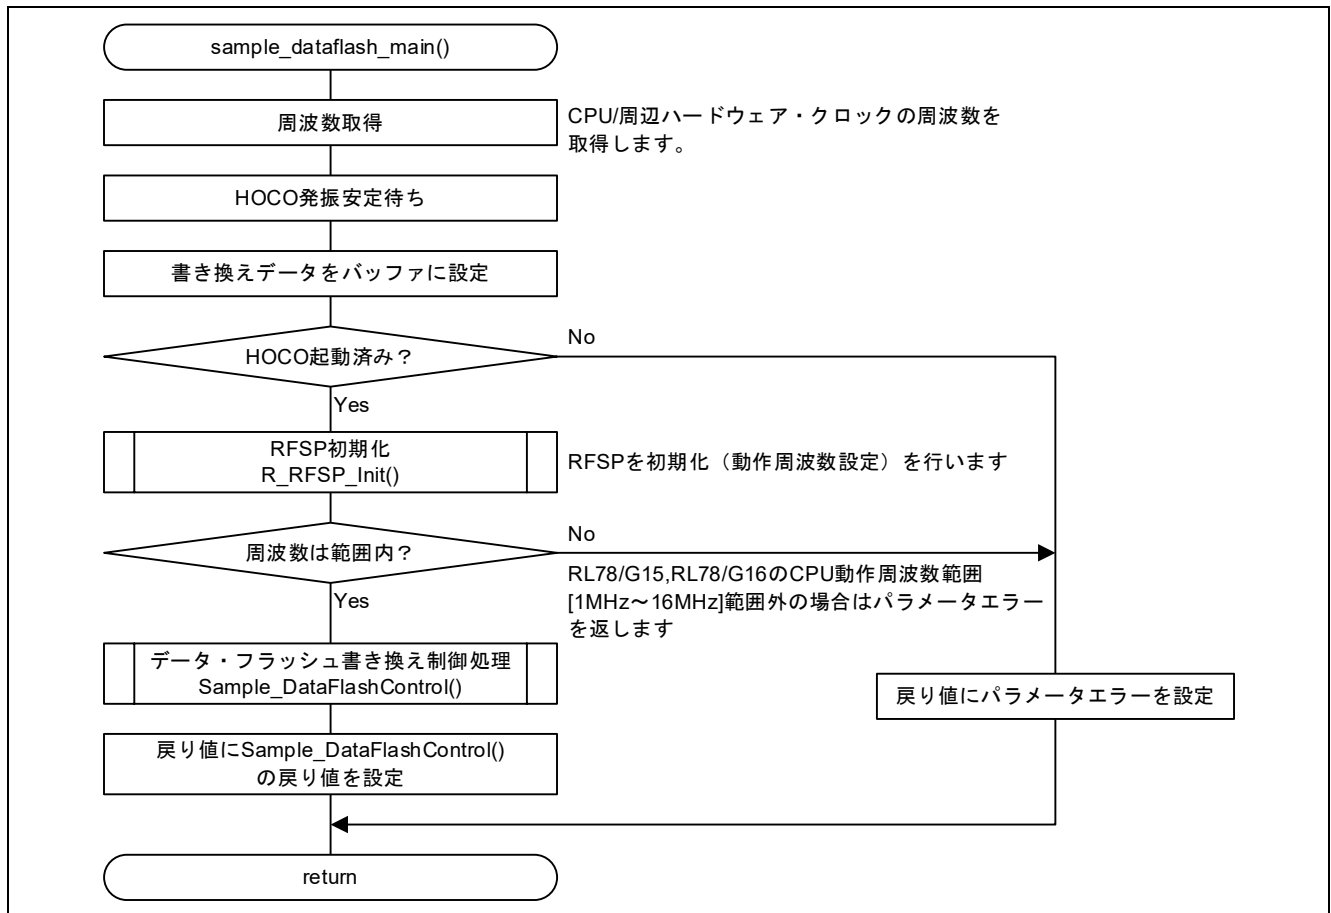 sample_dataflash_main()
周波数取得
CPU/周辺ハードウェア・クロックの周波数を
取得します。
HOCO発振安定待ち
書き換えデータをバッファに設定
HOCO起動済み？
No
Yes
RFSP初期化
R_RFSP_Init()
RFSPを初期化（動作周波数設定）を行います
周波数は範囲内？
No
RL78/G15,RL78/G16のCPU動作周波数範囲
[1MHz～16MHz]範囲外の場合はパラメータエラー
を返します
Yes
データ・フラッシュ書き換え制御処理
Sample_DataFlashControl()
戻り値にパラメータエラーを設定
戻り値にSample_DataFlashControl()
の戻り値を設定
return